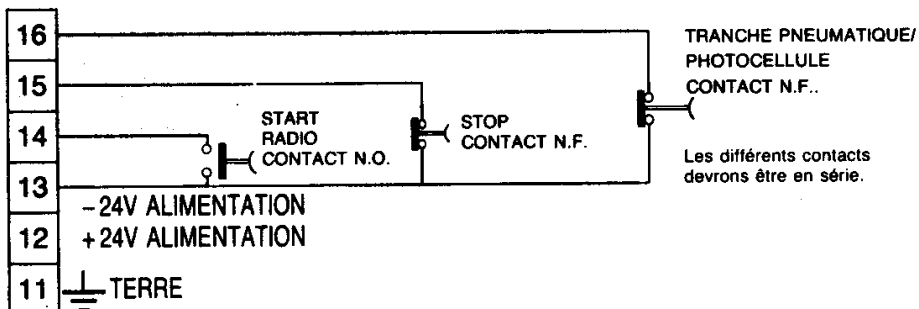 16
TRANCHE PNEUMATIQUE/
PHOTOCELLULE
CONTACT N.F..
15
START
RADIO
CONTACT N.O.
STOP
CONTACT N.F.
14
Les différents contacts
devrons être en série.
13
-24V ALIMENTATION
12
+24V ALIMENTATION
11
TERRE